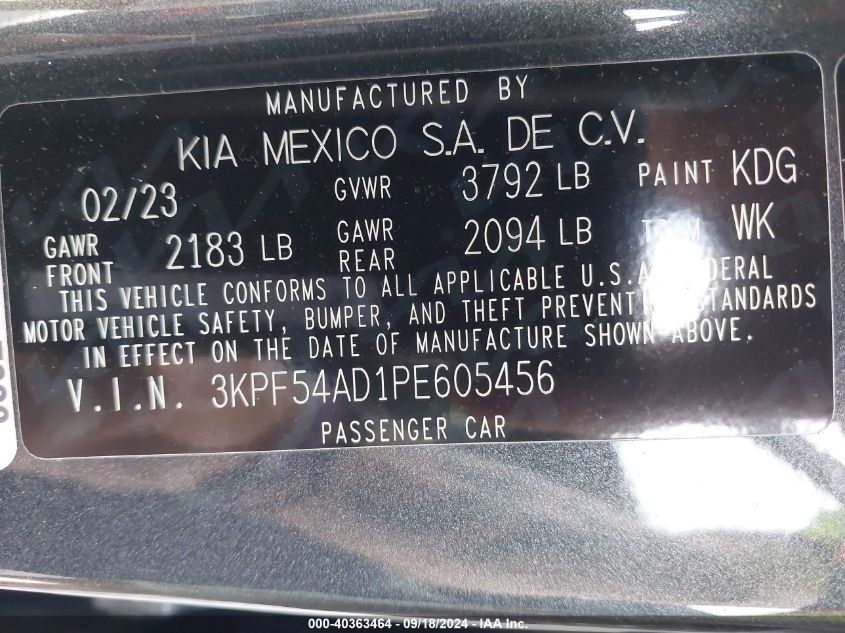 MANUFACTURED BY
KIA MEXICO S.A. DE C.V.
02/23 GVWR 3792 LB PAINT KDG
GAWR FRONT 2183 LB GAWR REAR 2094 LB WK
THIS VEHICLE CONFORMS TO ALL APPLICABLE U.S.A.
MOTOR VEHICLE SAFETY, BUMPER, AND THEFT STANDARDS
IN EFFECT ON THE DATE OF MANUFACTURE SHOWN ABOVE.
V.I.N. 3KPF54AD1PE605456
PASSENGER CAR
000-40363464 - 09/18/2024 - IAA Inc.